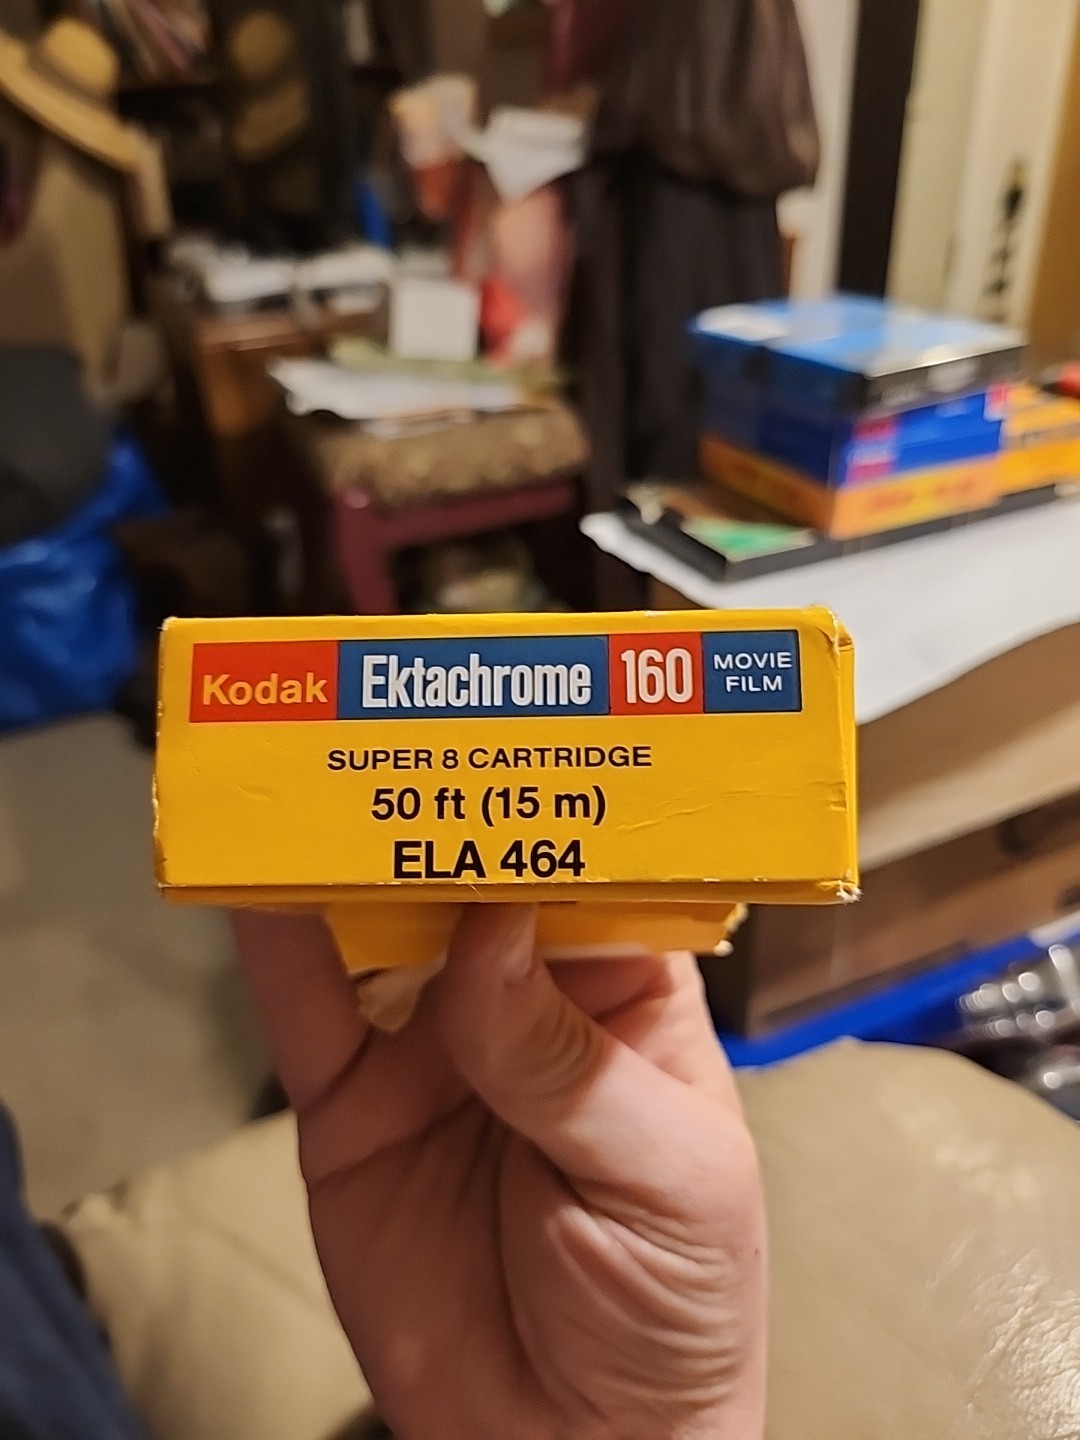 Kodak Ektachrome 160 MOVIE FILM
SUPER 8 CARTRIDGE
50 ft (15 m)
ELA 464